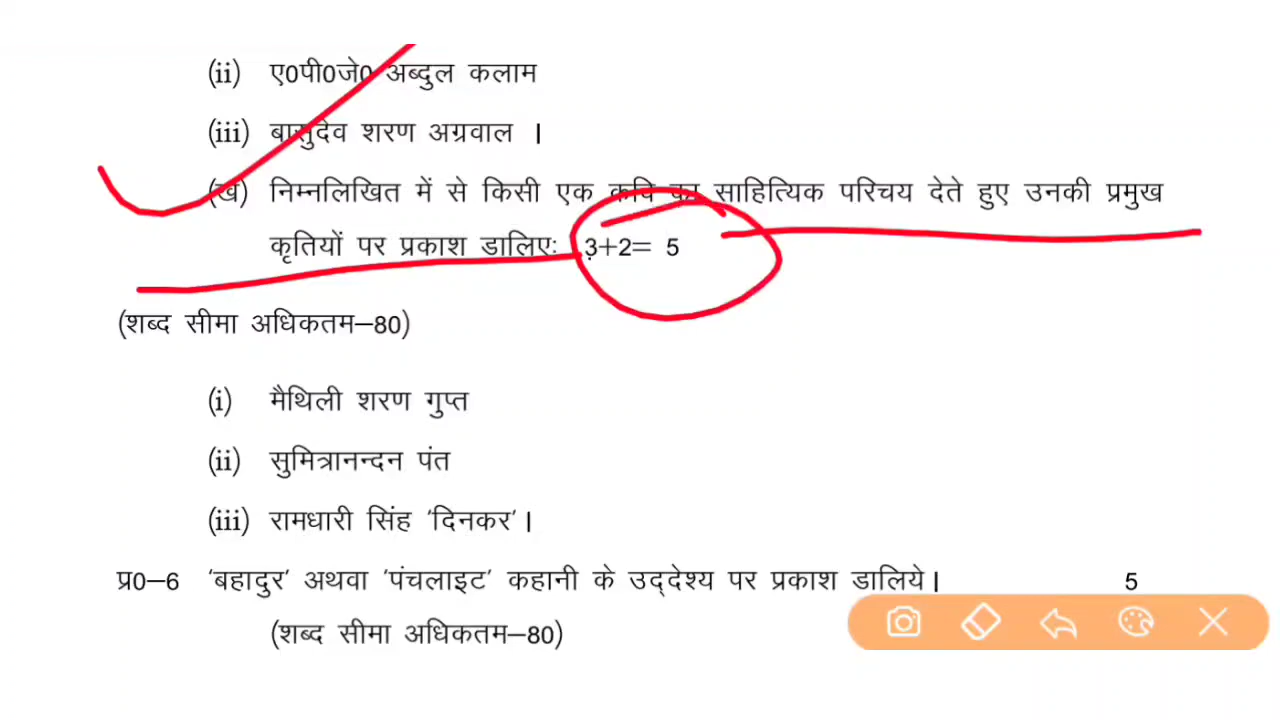 (ii) ए0पी0जे0 अब्दुल कलाम
(iii) बासुदेव शरण अग्रवाल ।
(ख) निम्नलिखित में से किसी एक कवि का साहित्यिक परिचय देते हुए उनकी प्रमुख
कृतियों पर प्रकाश डालिएः 3+2= 5
(शब्द सीमा अधिकतम–80)
(i) मैथिली शरण गुप्त
(ii) सुमित्रानन्दन पंत
(iii) रामधारी सिंह 'दिनकर' ।
प्र0–6 'बहादुर' अथवा 'पंचलाइट' कहानी के उद्देश्य पर प्रकाश डालिये। 5
(शब्द सीमा अधिकतम–80)